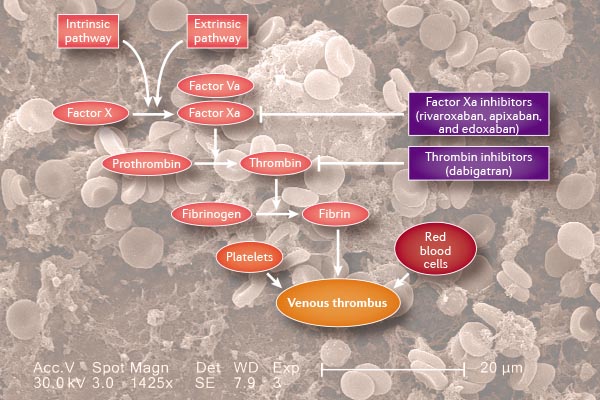 Intrinsic
pathway
Extrinsic
pathway
Factor Va
Factor X
Factor Xa
Factor Xa inhibitors
(rivaroxaban, apixaban,
and edoxaban)
Prothrombin
Thrombin
Thrombin inhibitors
(dabigatran)
Fibrinogen
Fibrin
Platelets
Red
blood
cells
Venous thrombus
Acc.V Spot Magn Det WD Exp
30.0 kV 3.0 1425x SE 7.9 3
20 µm